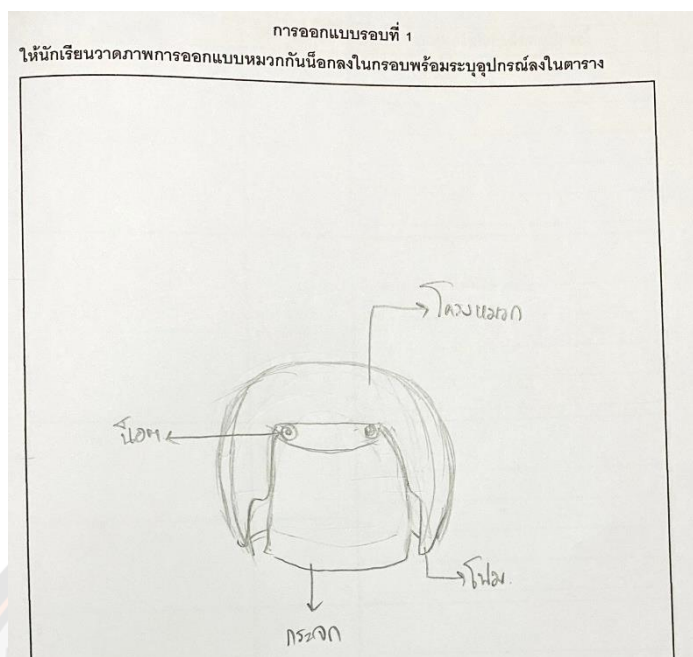 การออกแบบรอบที่ 1
ให้นักเรียนวาดภาพการออกแบบหมวกกันน็อกลงในกรอบพร้อมระบุอุปกรณ์ลงในตาราง
โครงหมวก
น็อต
โฟม.
กระจก